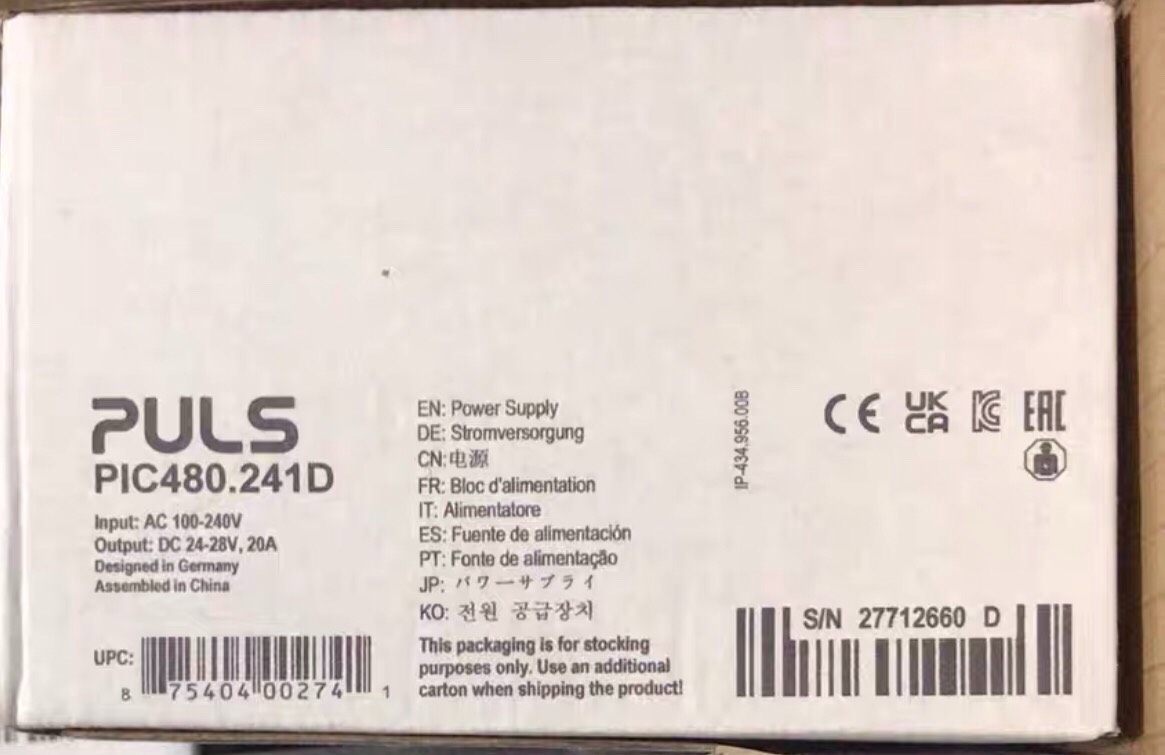 PULS
PIC480.241D
Input: AC 100-240V
Output: DC 24-28V, 20A
Designed in Germany
Assembled in China
UPC:
8 75404 00274 1
EN: Power Supply
DE: Stromversorgung
CN:电源
FR: Bloc d'alimentation
IT: Alimentatore
ES: Fuente de alimentación
PT: Fonte de alimentação
JP: パワーサプライ
KO: 전원 공급장치
This packaging is for stocking
purposes only. Use an additional
carton when shipping the product!
IP-434.956.00B
CE UK CA KC EAC
S/N 27712660 D